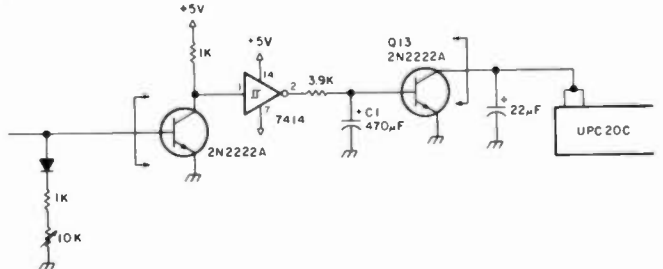 +5V
1K
+5V
14
1
2
7
7414
3.9K
+
C1
470µF
Q13
2N2222A
+
22µF
UPC20C
2N2222A
1K
10K